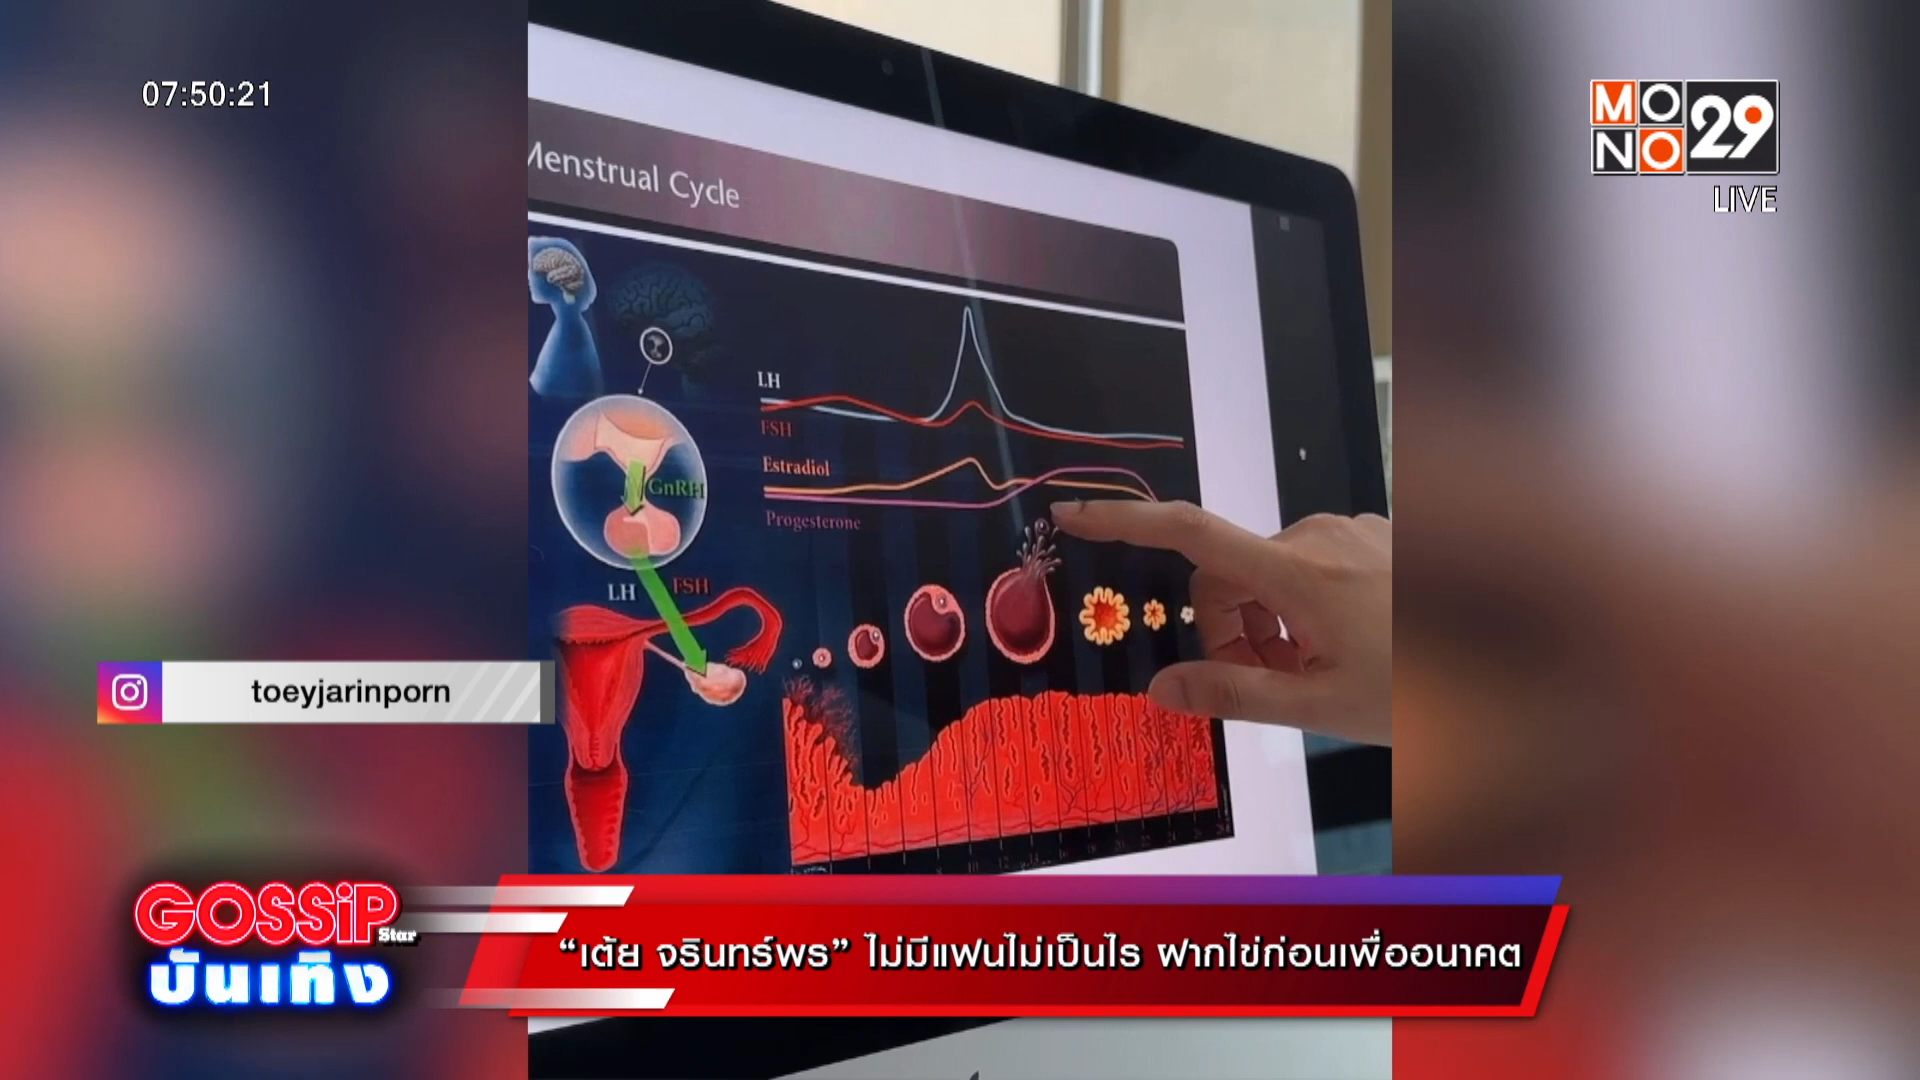 07:50:21
MONO 29
LIVE
Menstrual Cycle
LH
FSH
Estradiol
Progesterone
GnRH
LH FSH
toeyjarinporn
GOSSiP
Star
บันเทิง
“เต้ย จรินทร์พร” ไม่มีแฟนไม่เป็นไร ฝากไข่ก่อนเพื่ออนาคต